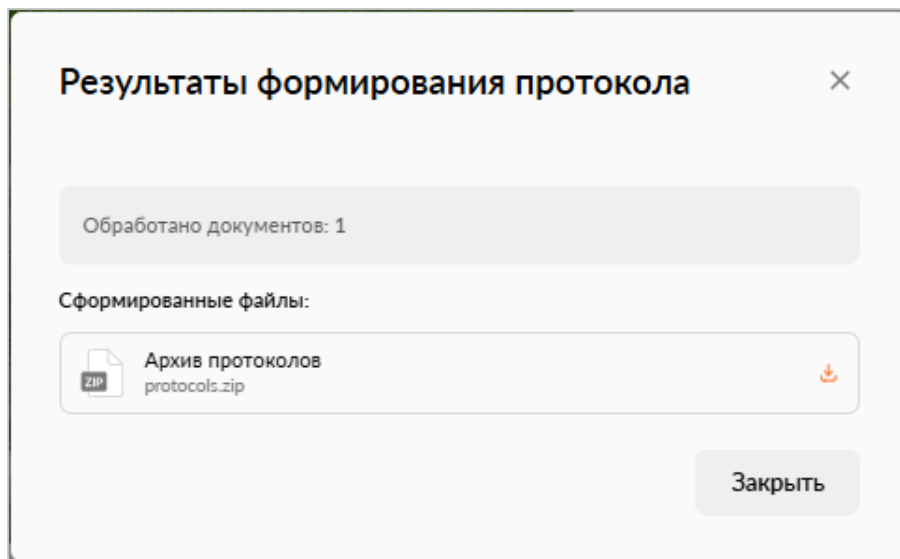 Результаты формирования протокола
Обработано документов: 1
Сформированные файлы:
Архив протоколов
ZIP
protocols.zip
Закрыть